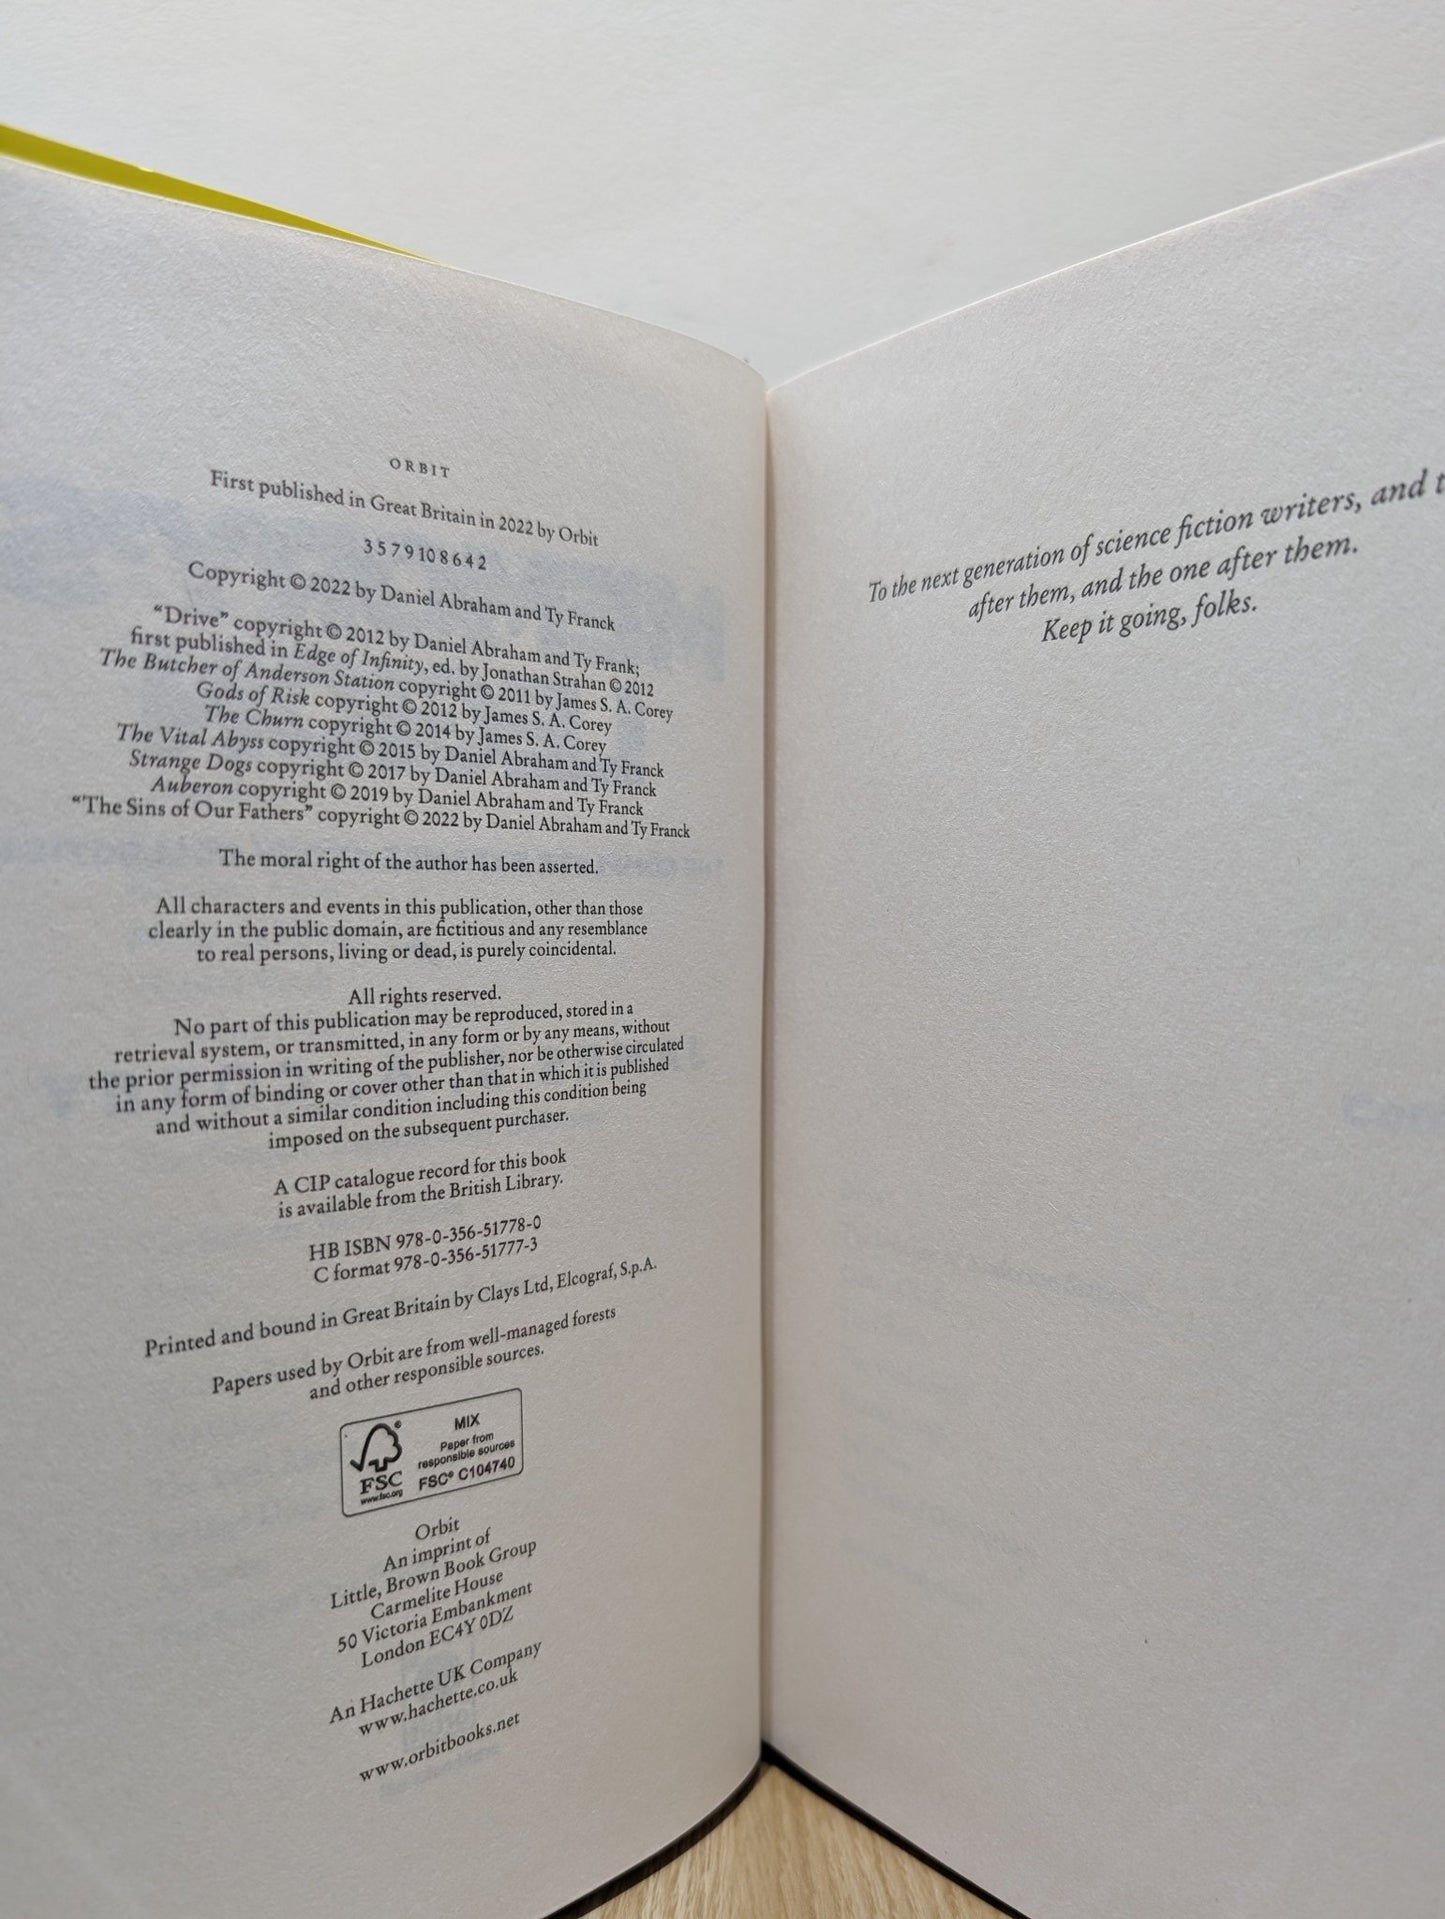 ORBIT
First published in Great Britain in 2022 by Orbit
3 5 7 9 10 8 6 4 2
Copyright © 2022 by Daniel Abraham and Ty Franck
“Drive” copyright © 2012 by Daniel Abraham and Ty Frank;
first published in Edge of Infinity, ed. by Jonathan Strahan © 2012
The Butcher of Anderson Station copyright © 2011 by James S. A. Corey
Gods of Risk copyright © 2012 by James S. A. Corey
The Churn copyright © 2014 by James S. A. Corey
The Vital Abyss copyright © 2015 by Daniel Abraham and Ty Franck
Strange Dogs copyright © 2017 by Daniel Abraham and Ty Franck
Auberon copyright © 2019 by Daniel Abraham and Ty Franck
“The Sins of Our Fathers” copyright © 2022 by Daniel Abraham and Ty Franck
The moral right of the author has been asserted.
All characters and events in this publication, other than those
clearly in the public domain, are fictitious and any resemblance
to real persons, living or dead, is purely coincidental.
All rights reserved.
No part of this publication may be reproduced, stored in a
retrieval system, or transmitted, in any form or by any means, without
the prior permission in writing of the publisher, nor be otherwise circulated
in any form of binding or cover other than that in which it is published
and without a similar condition including this condition being
imposed on the subsequent purchaser.
A CIP catalogue record for this book
is available from the British Library.
HB ISBN 978-0-356-51778-0
C format 978-0-356-51777-3
Printed and bound in Great Britain by Clays Ltd, Elcograf, S.p.A.
Papers used by Orbit are from well-managed forests
and other responsible sources.
FSC
www.fsc.org
MIX
Paper from
responsible sources
FSC® C104740
Orbit
An imprint of
Little, Brown Book Group
Carmelite House
50 Victoria Embankment
London EC4Y 0DZ
An Hachette UK Company
www.hachette.co.uk
www.orbitbooks.net
To the next generation of science fiction writers, and
after them, and the one after them.
Keep it going, folks.